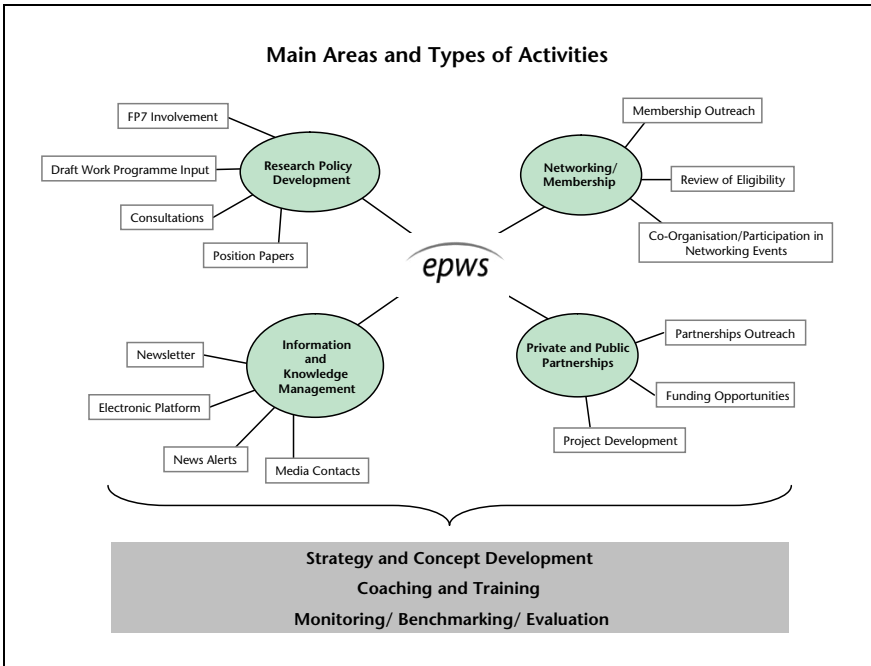 Main Areas and Types of Activities
FP7 Involvement
Draft Work Programme Input
Consultations
Position Papers
Research Policy
Development
Membership Outreach
Networking/
Membership
Review of Eligibility
Co-Organisation/Participation in
Networking Events
epws
Newsletter
Electronic Platform
News Alerts
Media Contacts
Information
and
Knowledge
Management
Private and Public
Partnerships
Partnerships Outreach
Funding Opportunities
Project Development
Strategy and Concept Development
Coaching and Training
Monitoring/ Benchmarking/ Evaluation